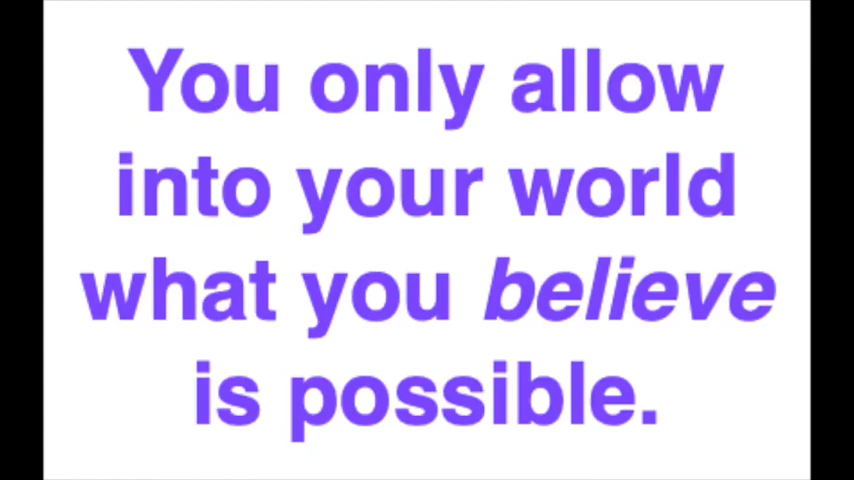 You only allow
into your world
what you believe
is possible.